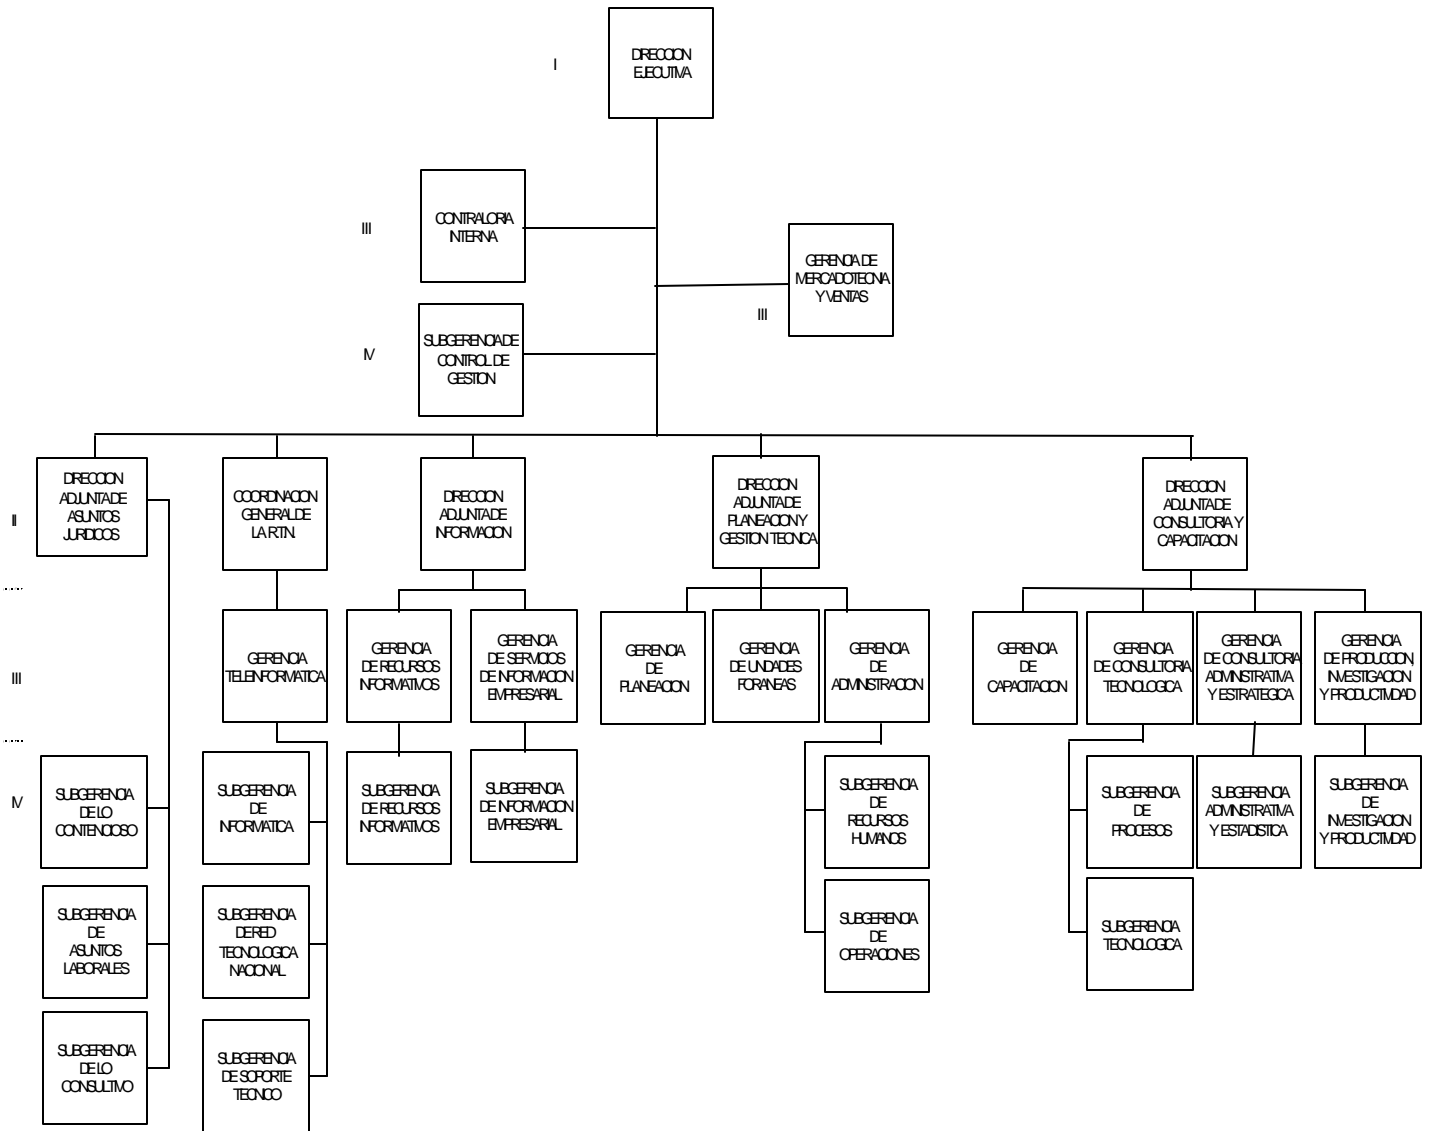 I
DIRECCION
EJECUTIVA
III
CONTRALORIA
INTERNA
GERENCIA DE
MERCADOTECNIA
Y VENTAS
III
IV
SUBGERENCIA DE
CONTROL DE
GESTION
II
DIRECCION
ADJUNTA DE
ASUNTOS
JURIDICOS
COORDINACION
GENERAL DE
LA R.T.N.
DIRECCION
ADJUNTA DE
INFORMACION
DIRECCION
ADJUNTA DE
PLANEACION Y
GESTION TECNICA
DIRECCION
ADJUNTA DE
CONSULTORIA Y
CAPACITACION
III
GERENCIA
TELEINFORMATICA
GERENCIA
DE RECURSOS
INFORMATIVOS
GERENCIA
DE SERVICIOS
DE INFORMACION
EMPRESARIAL
GERENCIA
DE
PLANEACION
GERENCIA
DE UNIDADES
FORANEAS
GERENCIA
DE
ADMINISTRACION
GERENCIA
DE
CAPACITACION
GERENCIA
DE CONSULTORIA
TECNOLOGICA
GERENCIA
DE CONSULTORIA
ADMINISTRATIVA
Y ESTRATEGICA
GERENCIA
DE PRODUCCION,
INVESTIGACION
Y PRODUCTIVIDAD
IV
SUBGERENCIA
DE LO
CONTENCIOSO
SUBGERENCIA
DE
INFORMATICA
SUBGERENCIA
DE RECURSOS
INFORMATIVOS
SUBGERENCIA
DE INFORMACION
EMPRESARIAL
SUBGERENCIA
DE
RECURSOS
HUMANOS
SUBGERENCIA
DE
PROCESOS
SUBGERENCIA
ADMINISTRATIVA
Y ESTADISTICA
SUBGERENCIA
DE
INVESTIGACION
Y PRODUCTIVIDAD
SUBGERENCIA
DE
ASUNTOS
LABORALES
SUBGERENCIA
DE RED
TECNOLOGICA
NACIONAL
SUBGERENCIA
DE
OPERACIONES
SUBGERENCIA
TECNOLOGICA
SUBGERENCIA
DE LO
CONSULTIVO
SUBGERENCIA
DE SOPORTE
TECNICO